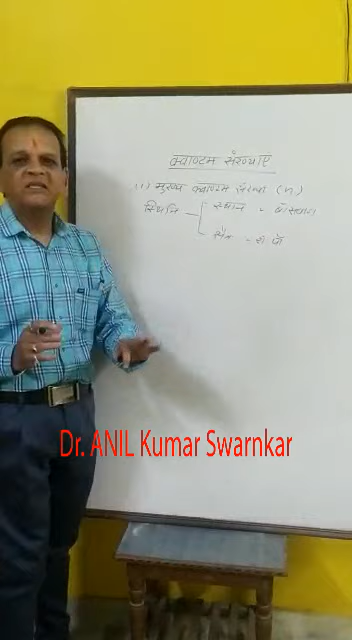 क्वाण्टम संख्याए
(1) मुख्य क्वाण्टम संख्या (n)
स्थिति स्थान -
Dr. ANIL Kumar Swarnkar